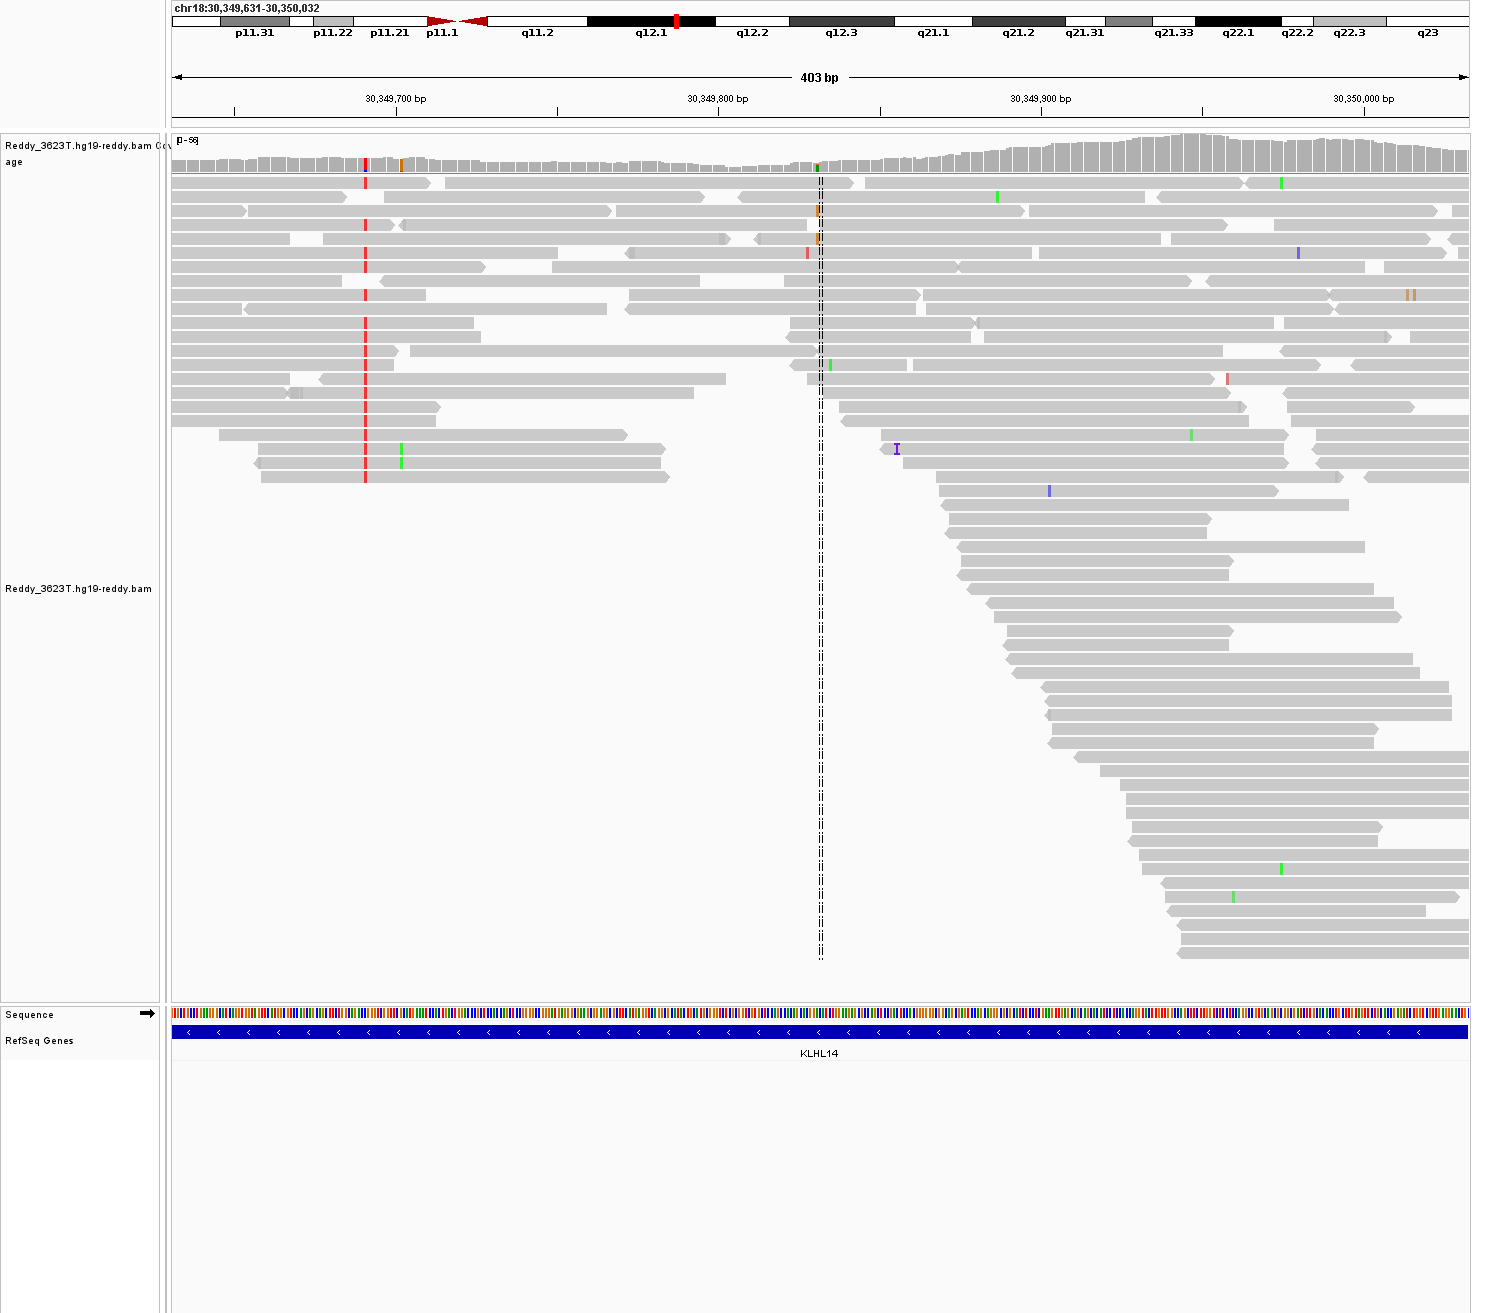 chr18:30,349,631-30,350,032
p11.31 p11.22 p11.21 p11.1 q11.2 q12.1 q12.2 q12.3 q21.1 q21.2 q21.31 q21.33 q22.1 q22.2 q22.3 q23
403 bp
30,349,700 bp 30,349,800 bp 30,349,900 bp 30,350,000 bp
[0-56]
Reddy_3623T.hg19-reddy.bam Cov
age
Reddy_3623T.hg19-reddy.bam
Sequence
RefSeq Genes
KLHL14